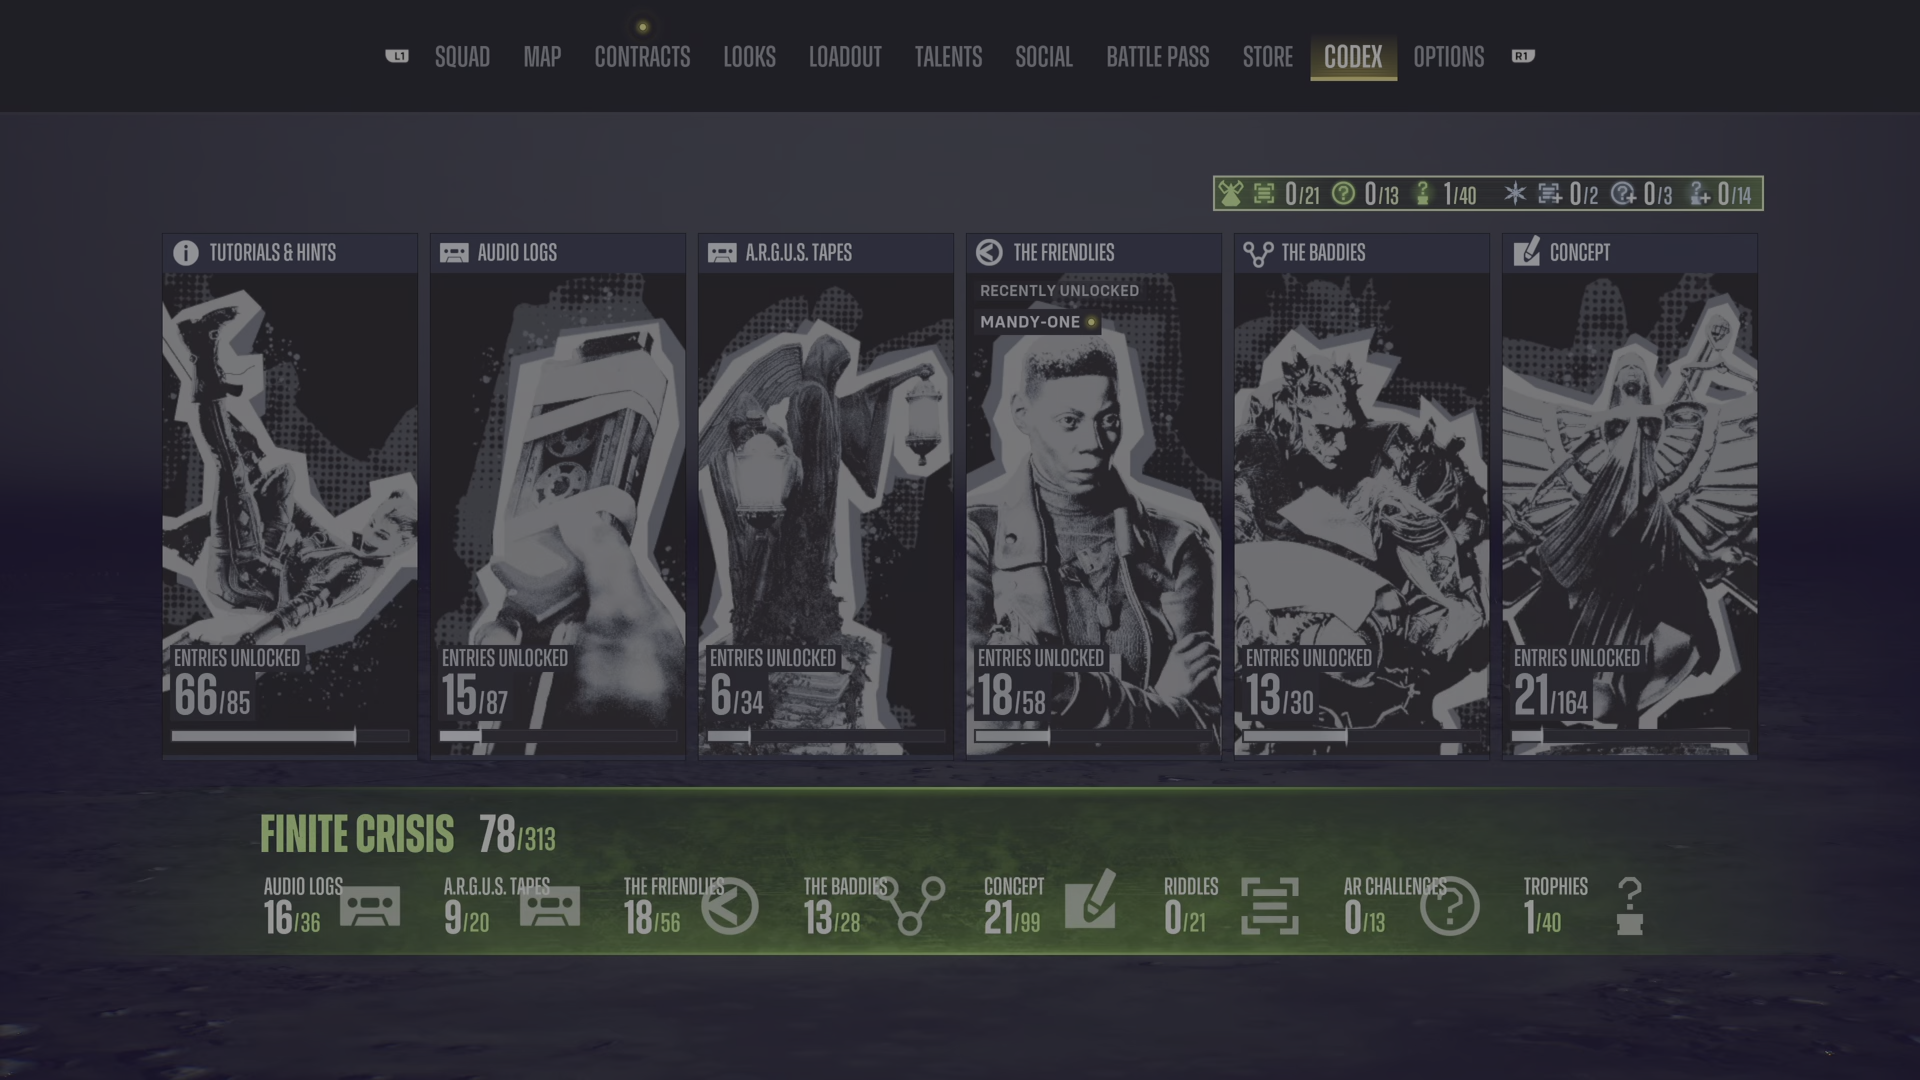 L1 SQUAD MAP CONTRACTS LOOKS LOADOUT TALENTS SOCIAL BATTLE PASS STORE CODEX OPTIONS R1
0/21 0/13 1/40 0/2 0/3 0/14
TUTORIALS & HINTS
ENTRIES UNLOCKED
66/85
AUDIO LOGS
ENTRIES UNLOCKED
15/87
A.R.G.U.S. TAPES
ENTRIES UNLOCKED
6/34
THE FRIENDLIES
RECENTLY UNLOCKED
MANDY-ONE
ENTRIES UNLOCKED
18/58
THE BADDIES
ENTRIES UNLOCKED
13/30
CONCEPT
ENTRIES UNLOCKED
21/164
FINITE CRISIS 78/313
AUDIO LOGS
16/36
A.R.G.U.S. TAPES
9/20
THE FRIENDLIES
18/56
THE BADDIES
13/28
CONCEPT
21/99
RIDDLES
0/21
AR CHALLENGES
0/13
TROPHIES
1/40